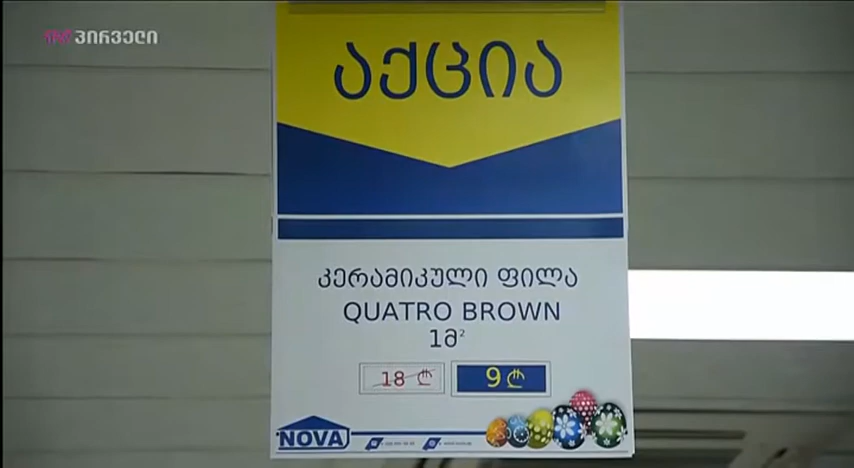 პირველი
აქცია
კერამიკული ფილა
QUATRO BROWN
1მ²
18 ₾
9 ₾
NOVA